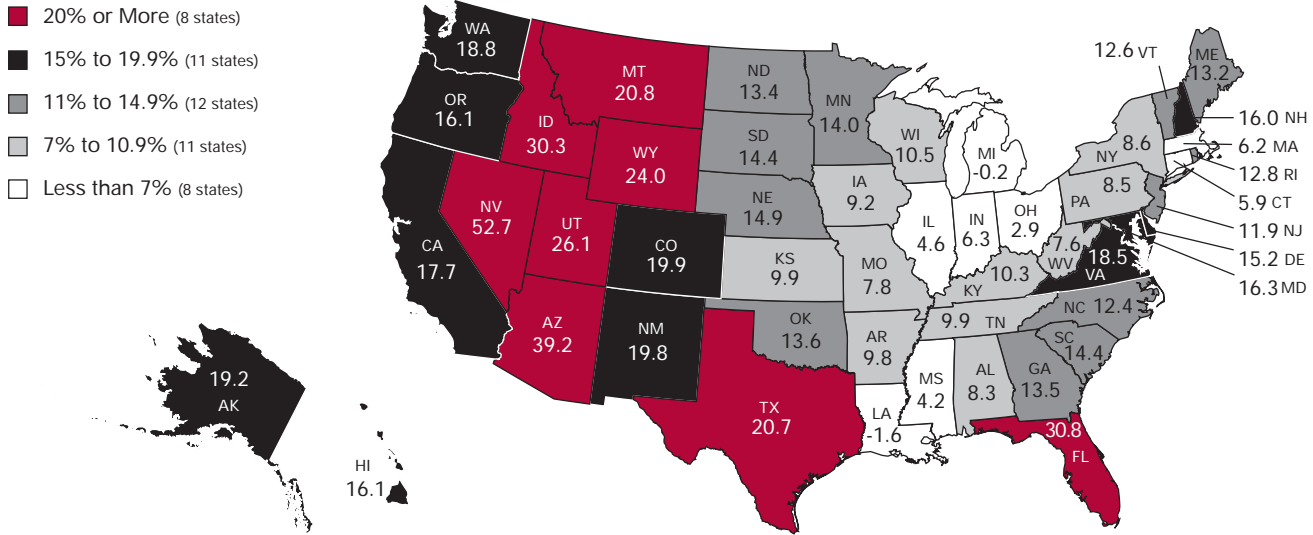 20% or More (8 states)
15% to 19.9% (11 states)
11% to 14.9% (12 states)
7% to 10.9% (11 states)
Less than 7% (8 states)
WA
18.8
OR
16.1
CA
17.7
NV
52.7
ID
30.3
MT
20.8
WY
24.0
UT
26.1
AZ
39.2
CO
19.9
NM
19.8
ND
13.4
SD
14.4
NE
14.9
KS
9.9
OK
13.6
TX
20.7
MN
14.0
IA
9.2
MO
7.8
AR
9.8
LA
-1.6
WI
10.5
IL
4.6
MI
-0.2
IN
6.3
OH
2.9
KY
10.3
9.9 TN
MS
4.2
AL
8.3
GA
13.5
30.8
FL
SC
14.4
NC 12.4
18.5
VA
7.6
WV
8.5
PA
8.6
NY
12.6 VT
ME
13.2
16.0 NH
6.2 MA
12.8 RI
5.9 CT
11.9 NJ
15.2 DE
16.3 MD
19.2
AK
HI
16.1